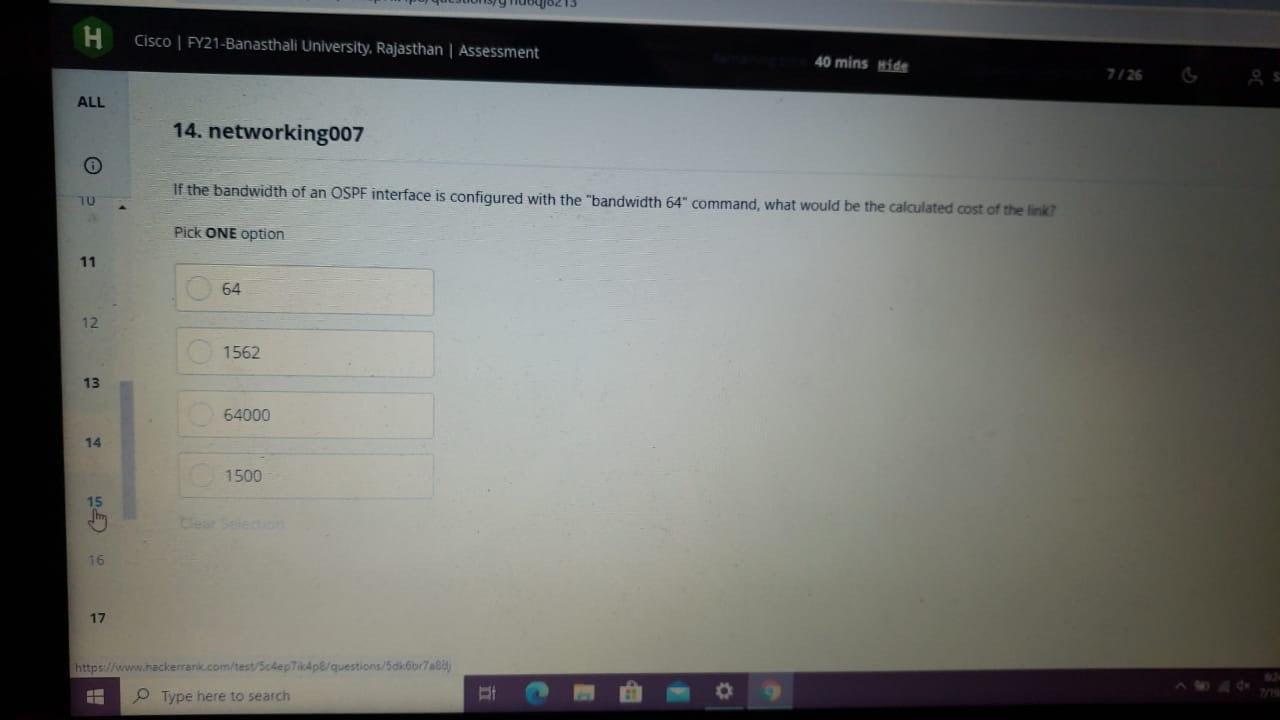 H
Cisco | FY21-Banasthali University, Rajasthan | Assessment
40 mins Hide
7/26
ALL
14. networking007
If the bandwidth of an OSPF interface is configured with the "bandwidth 64" command, what would be the calculated cost of the link?
10
Pick ONE option
11
64
12
1562
13
64000
14
1500
15
Clear Selection
16
17
https://www.hackerrank.com/test/5c4ep7ik4p8/questions/5dk6br7a8dj
Type here to search